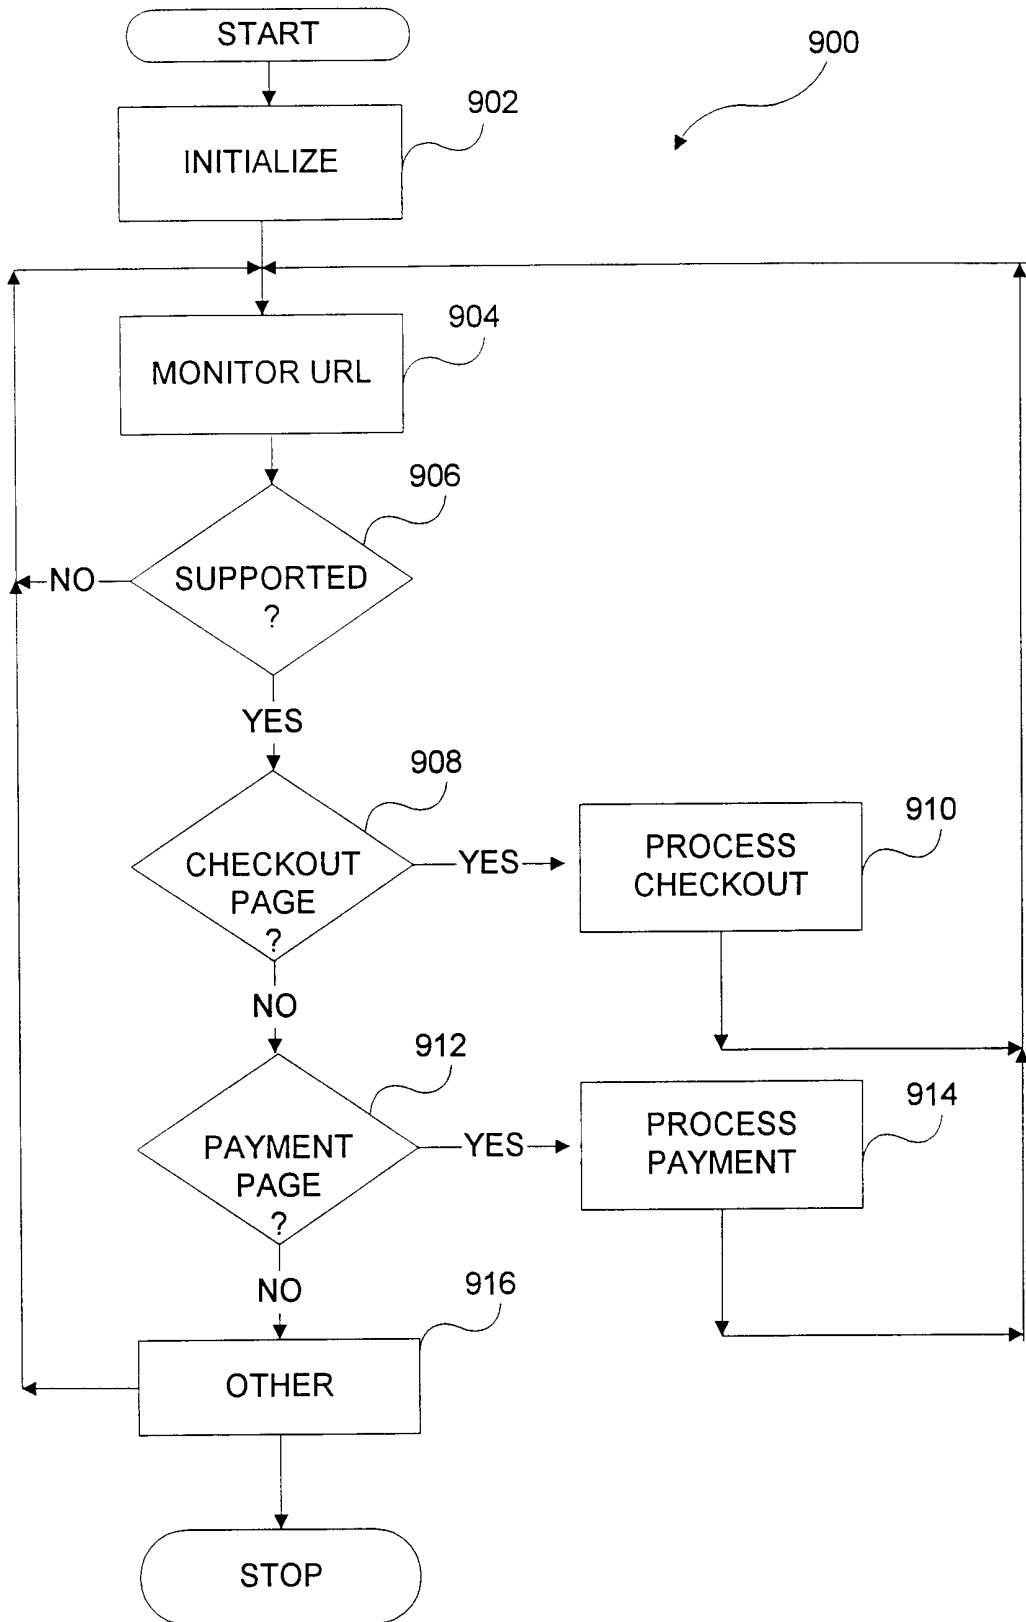 START
900
902
INITIALIZE
904
MONITOR URL
906
NO
SUPPORTED
?
YES
908
CHECKOUT
PAGE
?
YES
910
PROCESS
CHECKOUT
NO
912
PAYMENT
PAGE
?
YES
914
PROCESS
PAYMENT
NO
916
OTHER
STOP